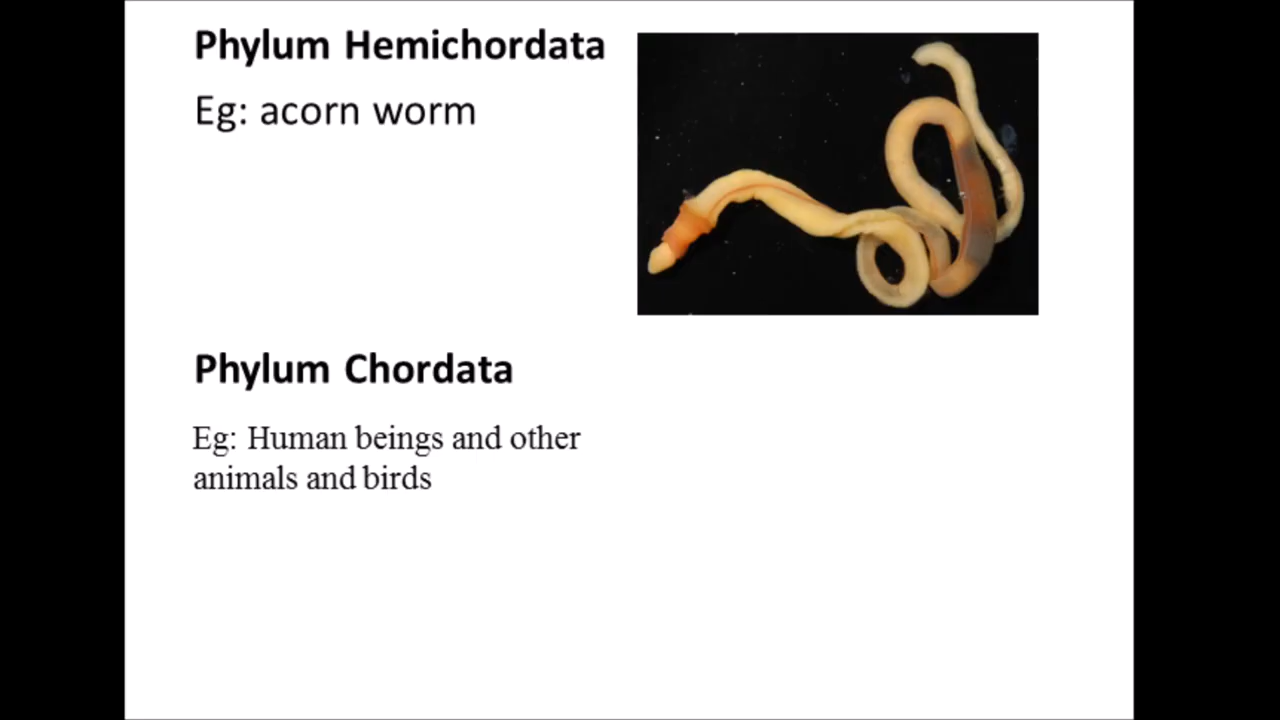 Phylum Hemichordata
Eg: acorn worm
Phylum Chordata
Eg: Human beings and other
animals and birds